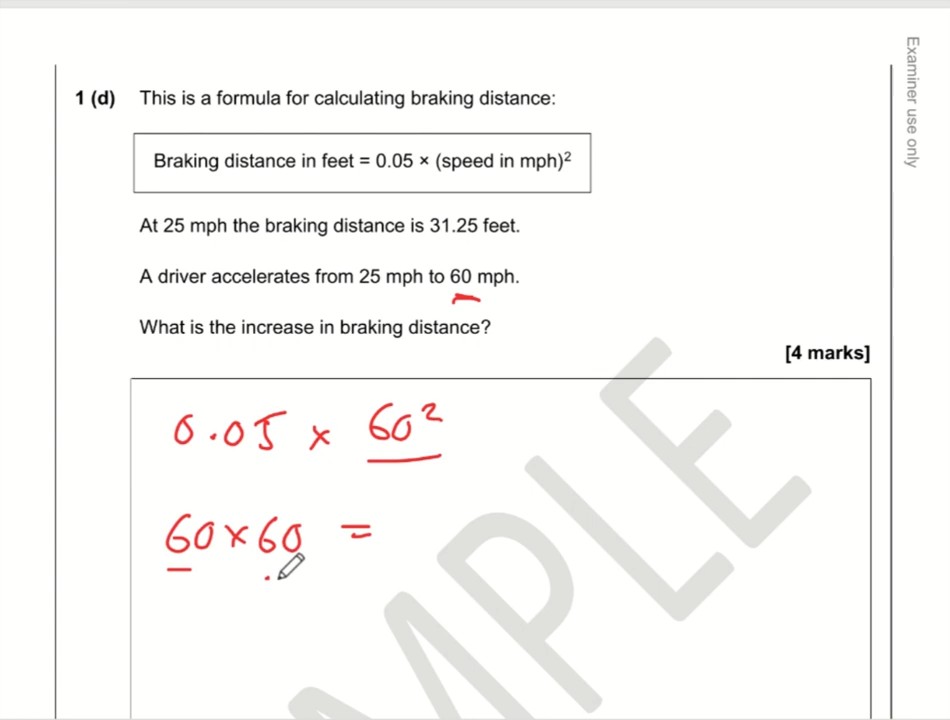 Examiner use only
1 (d) This is a formula for calculating braking distance:
Braking distance in feet = 0.05 × (speed in mph)²
At 25 mph the braking distance is 31.25 feet.
A driver accelerates from 25 mph to 60 mph.
What is the increase in braking distance?
[4 marks]
0.05 × 60²
60 × 60 =
MPLE